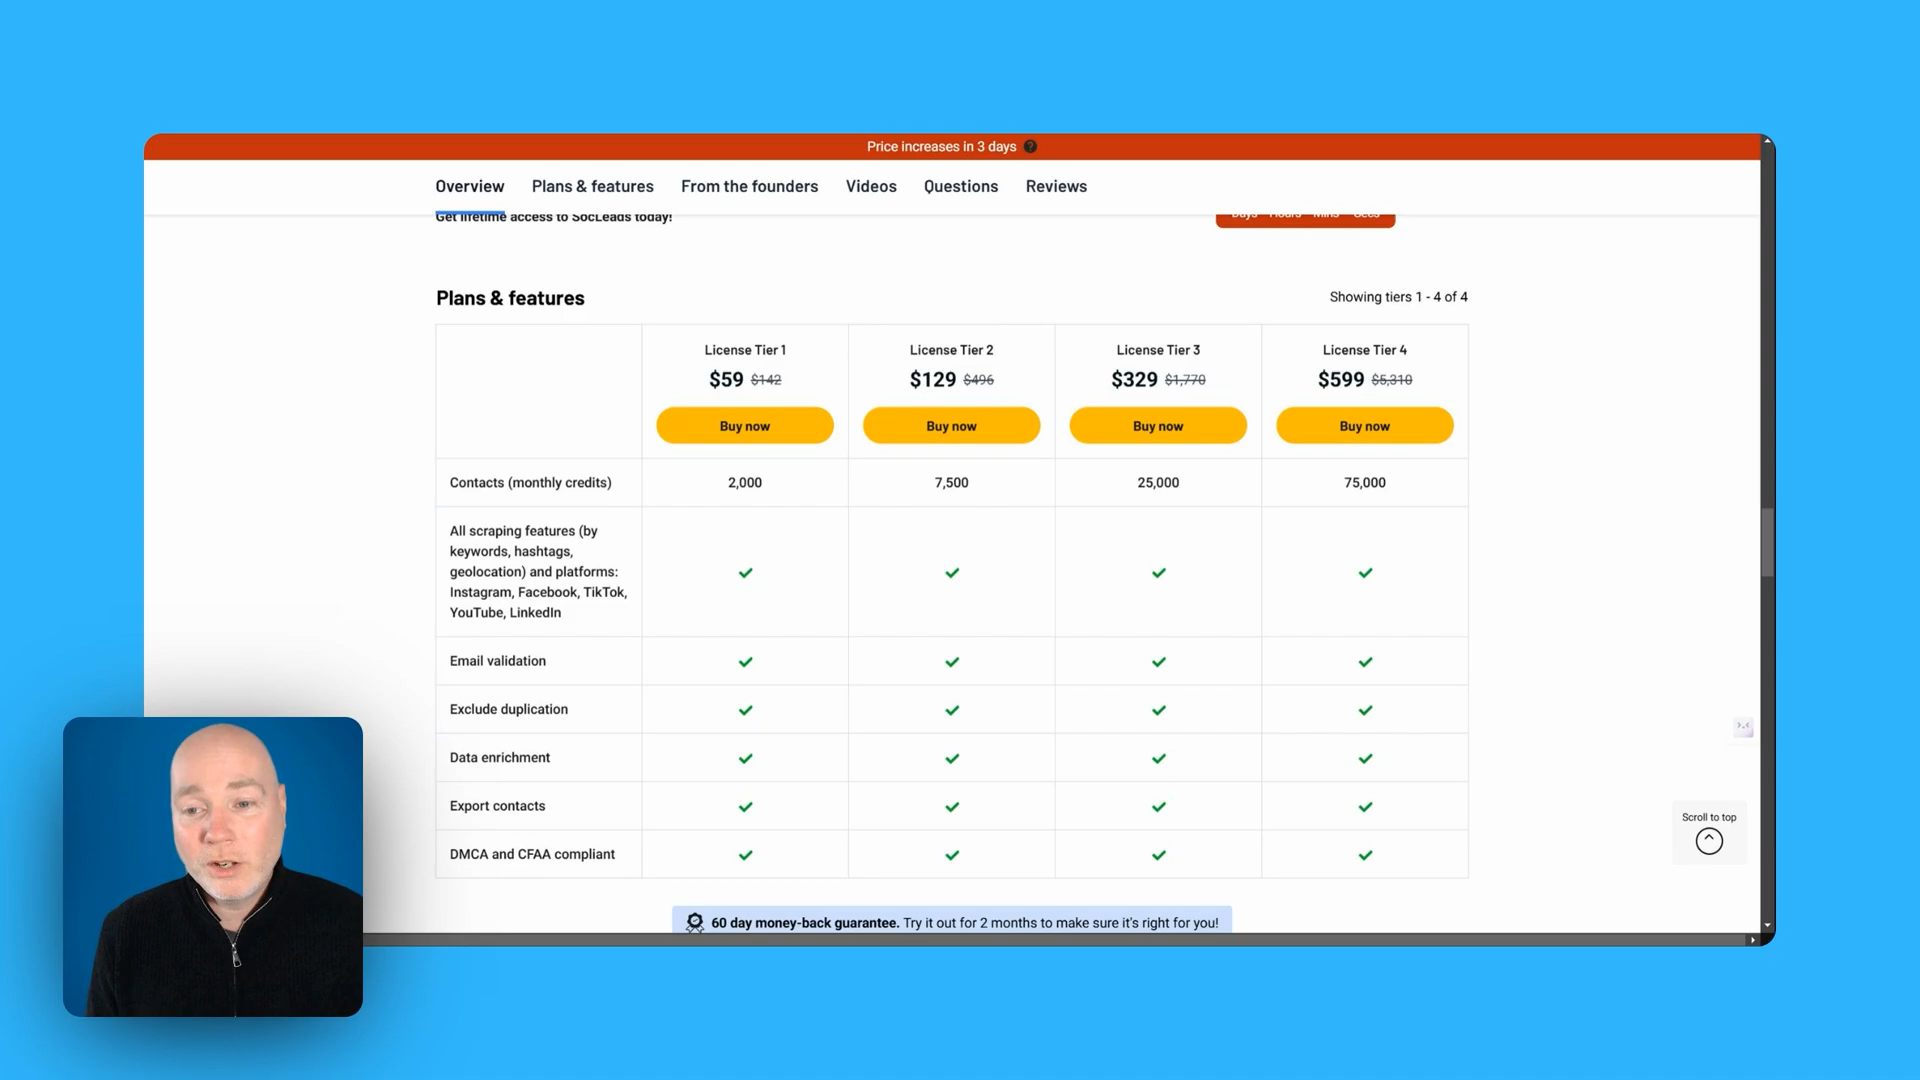 Price increases in 3 days ?
Overview Plans & features From the founders Videos Questions Reviews
Get lifetime access to SocLeads today!
Days Hours Mins Secs
Plans & features
Showing tiers 1 - 4 of 4
License Tier 1 License Tier 2 License Tier 3 License Tier 4
$59 $142 $129 $496 $329 $1,770 $599 $5,310
Buy now Buy now Buy now Buy now
Contacts (monthly credits) 2,000 7,500 25,000 75,000
All scraping features (by
keywords, hashtags,
geolocation) and platforms:
Instagram, Facebook, TikTok,
YouTube, LinkedIn
Email validation
Exclude duplication
Data enrichment
Export contacts
DMCA and CFAA compliant
Scroll to top
60 day money-back guarantee. Try it out for 2 months to make sure it's right for you!